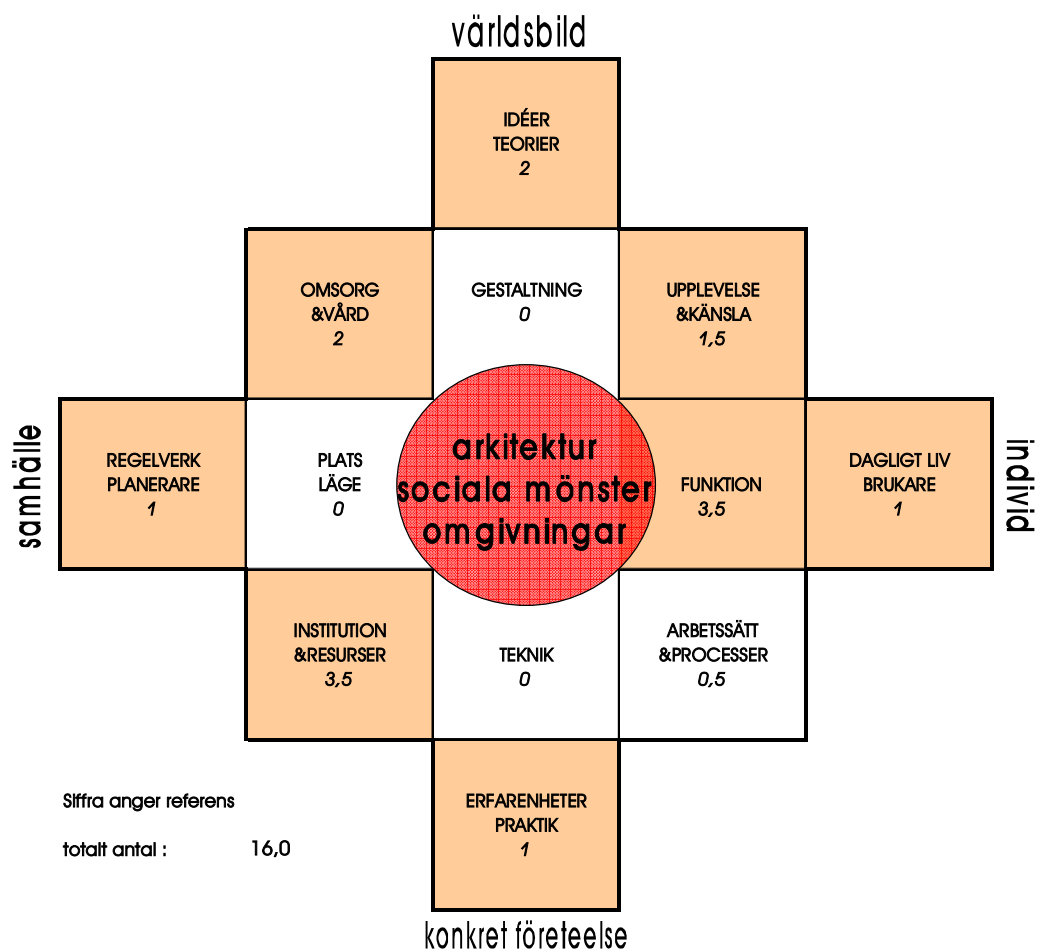 världsbild
IDÉER
TEORIER
2
OMSORG
&VÅRD
2
GESTALTNING
0
UPPLEVELSE
&KÄNSLA
1,5
samhälle
REGELVERK
PLANERARE
1
PLATS
LÄGE
0
arkitektur
sociala mönster
omgivningar
FUNKTION
3,5
DAGLIGT LIV
BRUKARE
1
individ
INSTITUTION
&RESURSER
3,5
TEKNIK
0
ARBETSSÄTT
&PROCESSER
0,5
Siffra anger referens
totalt antal : 16,0
ERFARENHETER
PRAKTIK
1
konkret företeelse